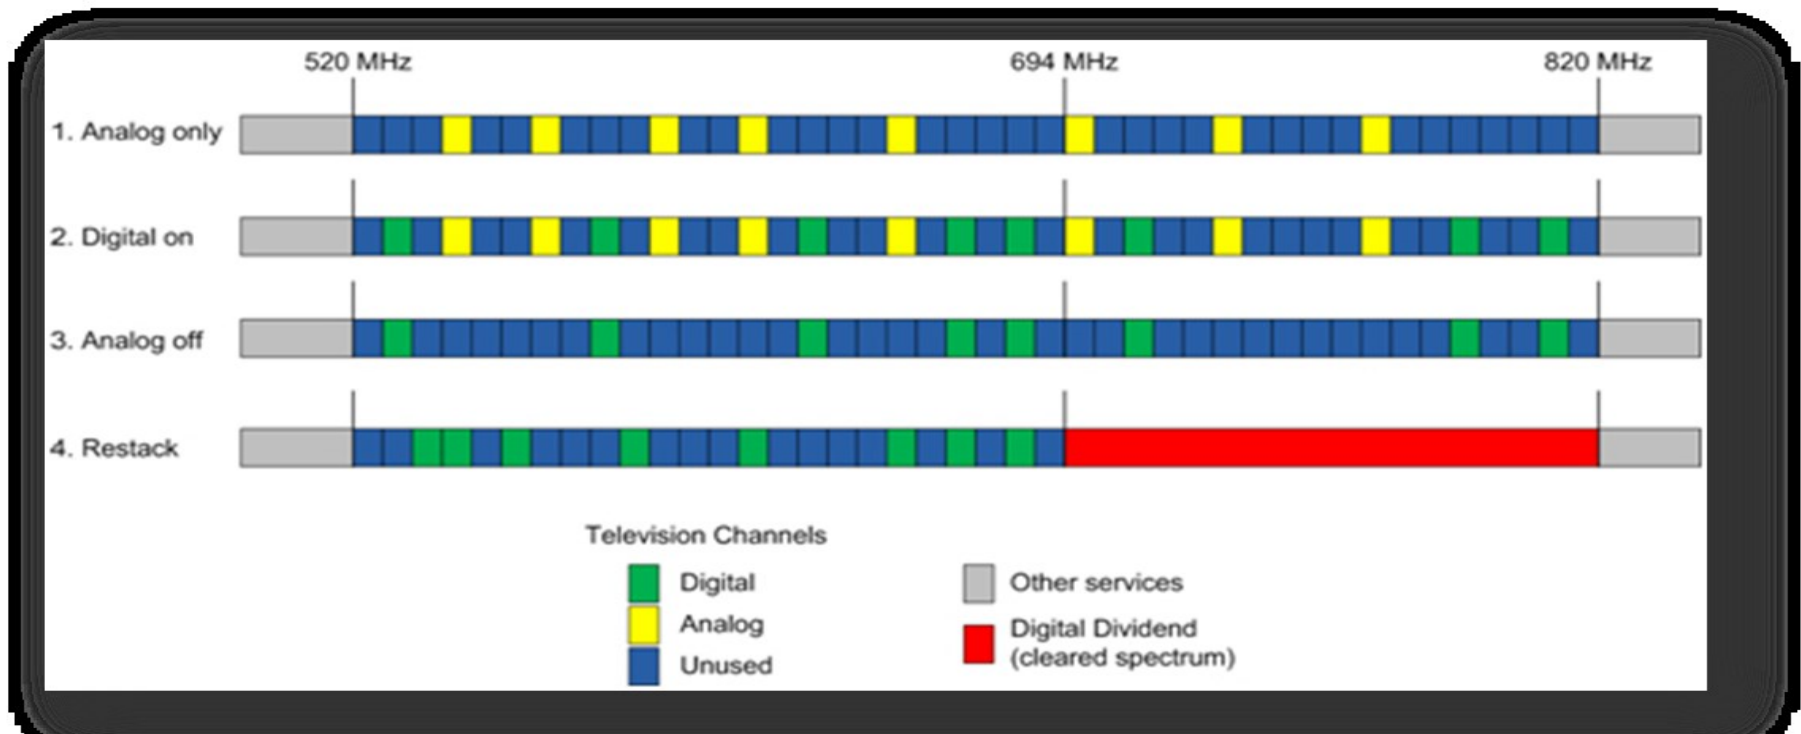 520 MHz 694 MHz 820 MHz
1. Analog only
2. Digital on
3. Analog off
4. Restack
Television Channels
Digital
Analog
Unused
Other services
Digital Dividend
(cleared spectrum)